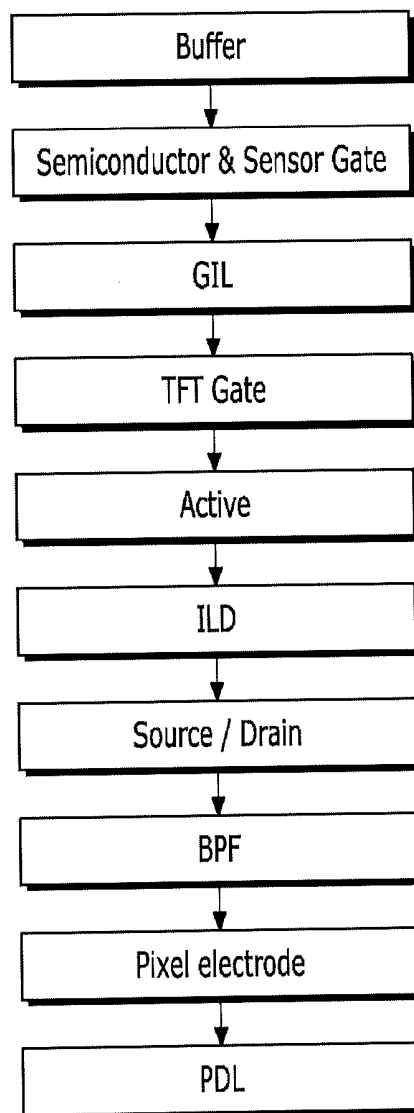 Buffer
Semiconductor & Sensor Gate
GIL
TFT Gate
Active
ILD
Source / Drain
BPF
Pixel electrode
PDL